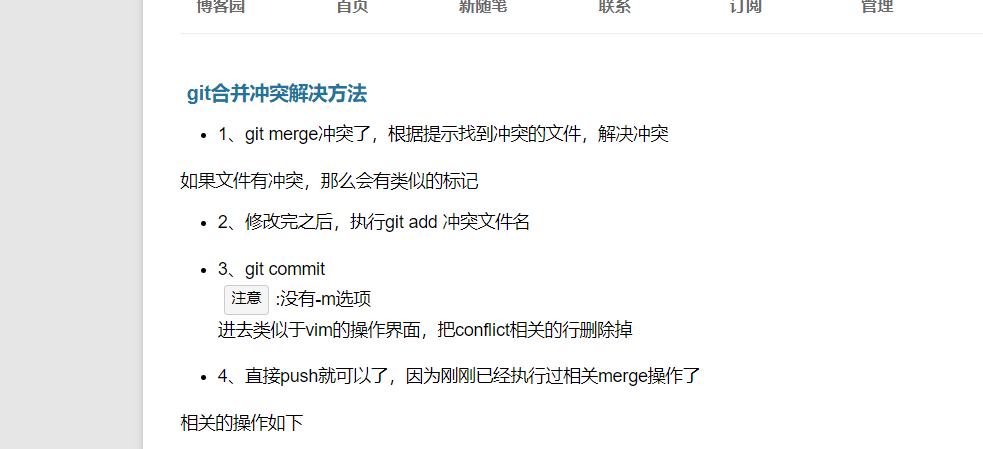 博客园 首页 新随笔 联系 订阅 管理
git合并冲突解决方法
1、git merge冲突了，根据提示找到冲突的文件，解决冲突
如果文件有冲突，那么会有类似的标记
2、修改完之后，执行git add 冲突文件名
3、git commit
注意 :没有-m选项
进去类似于vim的操作界面，把conflict相关的行删除掉
4、直接push就可以了，因为刚刚已经执行过相关merge操作了
相关的操作如下